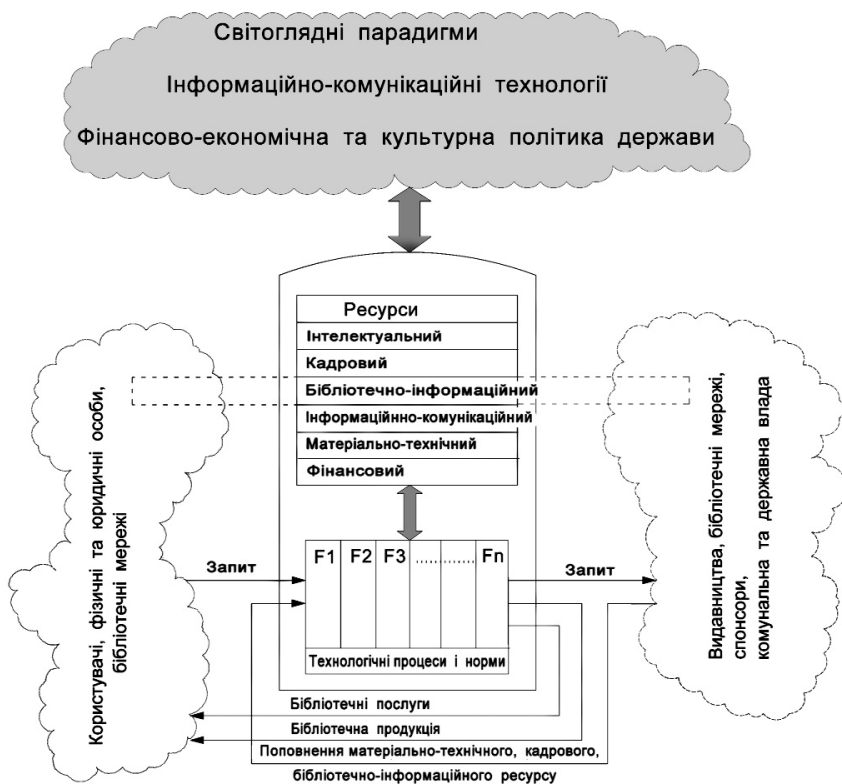 Світоглядні парадигми
Інформаційно-комунікаційні технології
Фінансово-економічна та культурна політика держави
Ресурси
Інтелектуальний
Кадровий
Бібліотечно-інформаційний
Інформаційнно-комунікаційний
Матеріально-технічний
Фінансовий
Користувачі, фізичні та юридичні особи,
бібліотечні мережі
Видавництва, бібліотечні мережі,
спонсори,
комунальна та державна влада
Запит
F1 F2 F3 ............... Fn
Запит
Технологічні процеси і норми
Бібліотечні послуги
Бібліотечна продукція
Поповнення матеріально-технічного, кадрового,
бібліотечно-інформаційного ресурсу